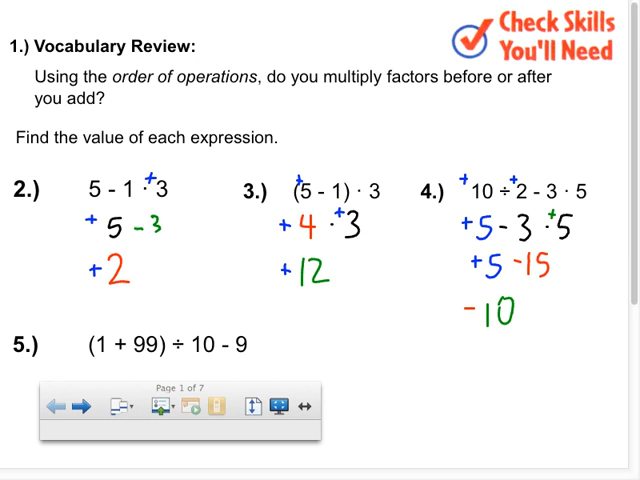 Check Skills
You'll Need
1.) Vocabulary Review:
Using the order of operations, do you multiply factors before or after
you add?
Find the value of each expression.
2.) 5 - 1 · + 3
+ 5 - 3
+ 2
3.) + (5 - 1) · 3
+ 4 · + 3
+ 12
4.) + 10 ÷ + 2 - 3 · 5
+ 5 - 3 · + 5
+ 5 - 15
- 10
5.) (1 + 99) ÷ 10 - 9
Page 1 of 7